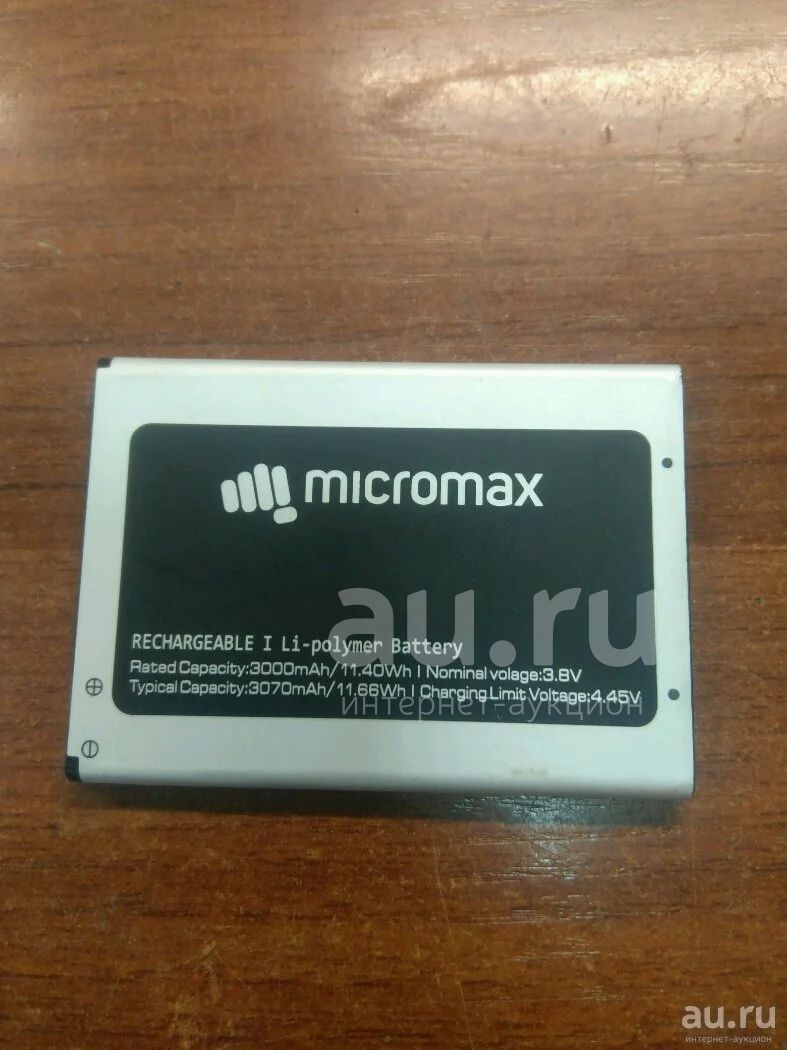 micromax
au.ru
RECHARGEABLE I Li-polymer Battery
Rated Capacity:3000mAh/11.40Wh I Nominal volage:3.8V
Typical Capacity:3070mAh/11.66Wh I Charging Limit Voltage:4.45V
интернет-аукцион
⊕
⊖
au.ru
интернет-аукцион